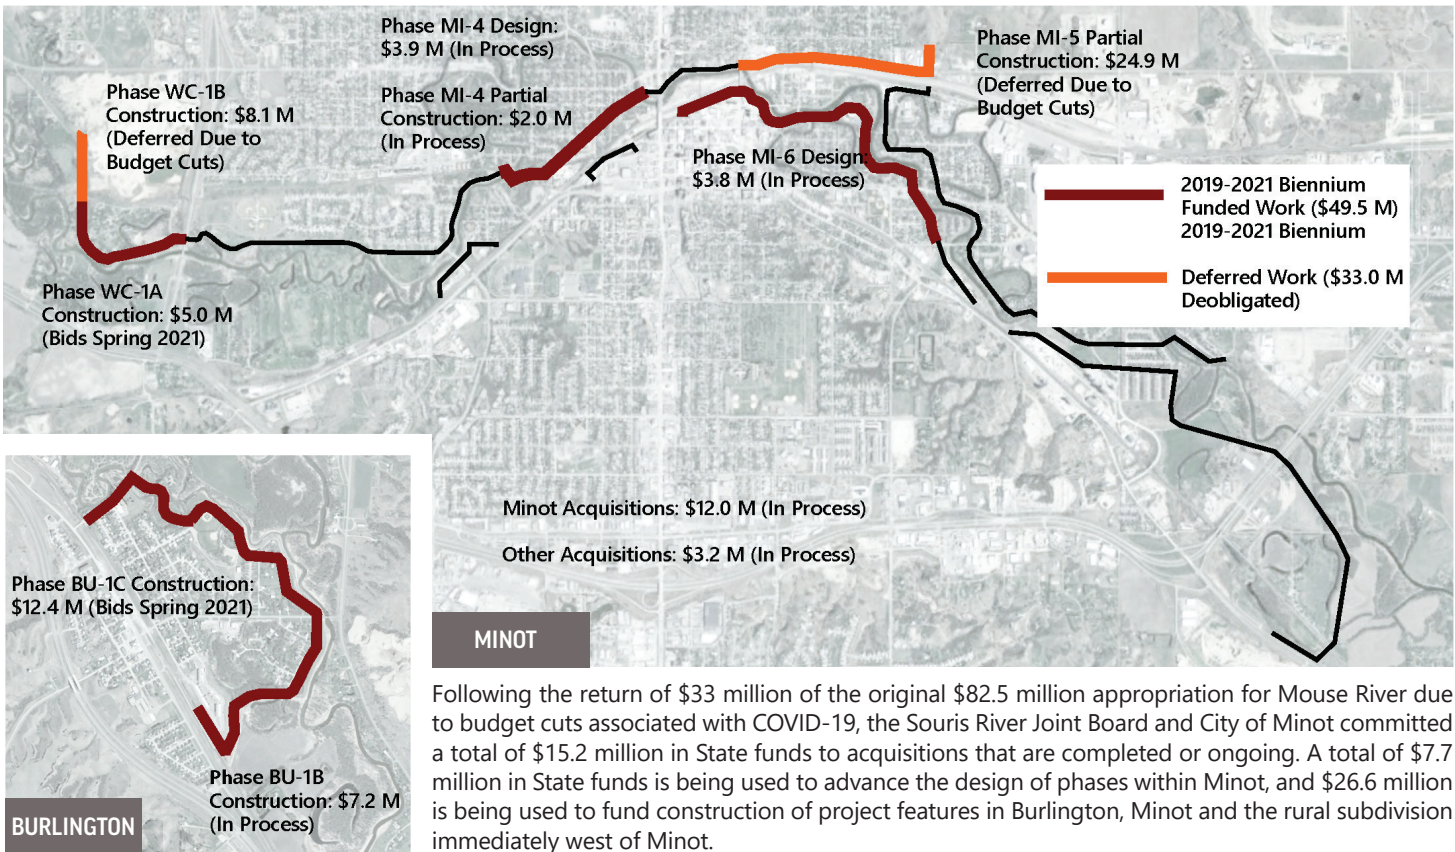 Phase MI-4 Design:
$3.9 M (In Process)
Phase MI-4 Partial
Construction: $2.0 M
(In Process)
Phase MI-5 Partial
Construction: $24.9 M
(Deferred Due to
Budget Cuts)
Phase WC-1B
Construction: $8.1 M
(Deferred Due to
Budget Cuts)
Phase MI-6 Design:
$3.8 M (In Process)
2019-2021 Biennium
Funded Work ($49.5 M)
2019-2021 Biennium
Deferred Work ($33.0 M
Deobligated)
Phase WC-1A
Construction: $5.0 M
(Bids Spring 2021)
Minot Acquisitions: $12.0 M (In Process)
Other Acquisitions: $3.2 M (In Process)
MINOT
Phase BU-1C Construction:
$12.4 M (Bids Spring 2021)
Phase BU-1B
Construction: $7.2 M
(In Process)
BURLINGTON
Following the return of $33 million of the original $82.5 million appropriation for Mouse River due
to budget cuts associated with COVID-19, the Souris River Joint Board and City of Minot committed
a total of $15.2 million in State funds to acquisitions that are completed or ongoing. A total of $7.7
million in State funds is being used to advance the design of phases within Minot, and $26.6 million
is being used to fund construction of project features in Burlington, Minot and the rural subdivision
immediately west of Minot.